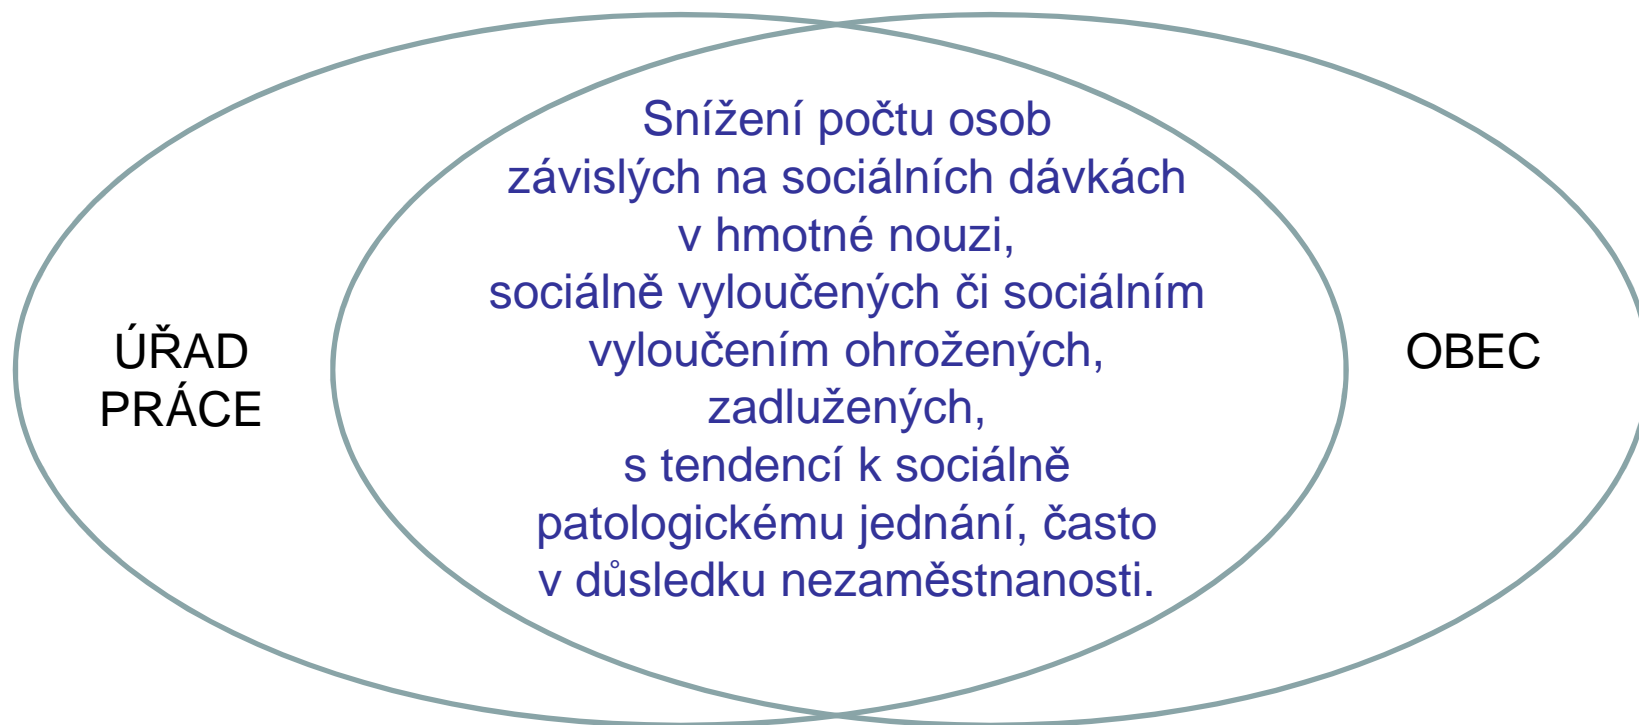 ÚŘAD
PRÁCE
Snížení počtu osob
závislých na sociálních dávkách
v hmotné nouzi,
sociálně vyloučených či sociálním
vyloučením ohrožených,
zadlužených,
s tendencí k sociálně
patologickému jednání, často
v důsledku nezaměstnanosti.
OBEC